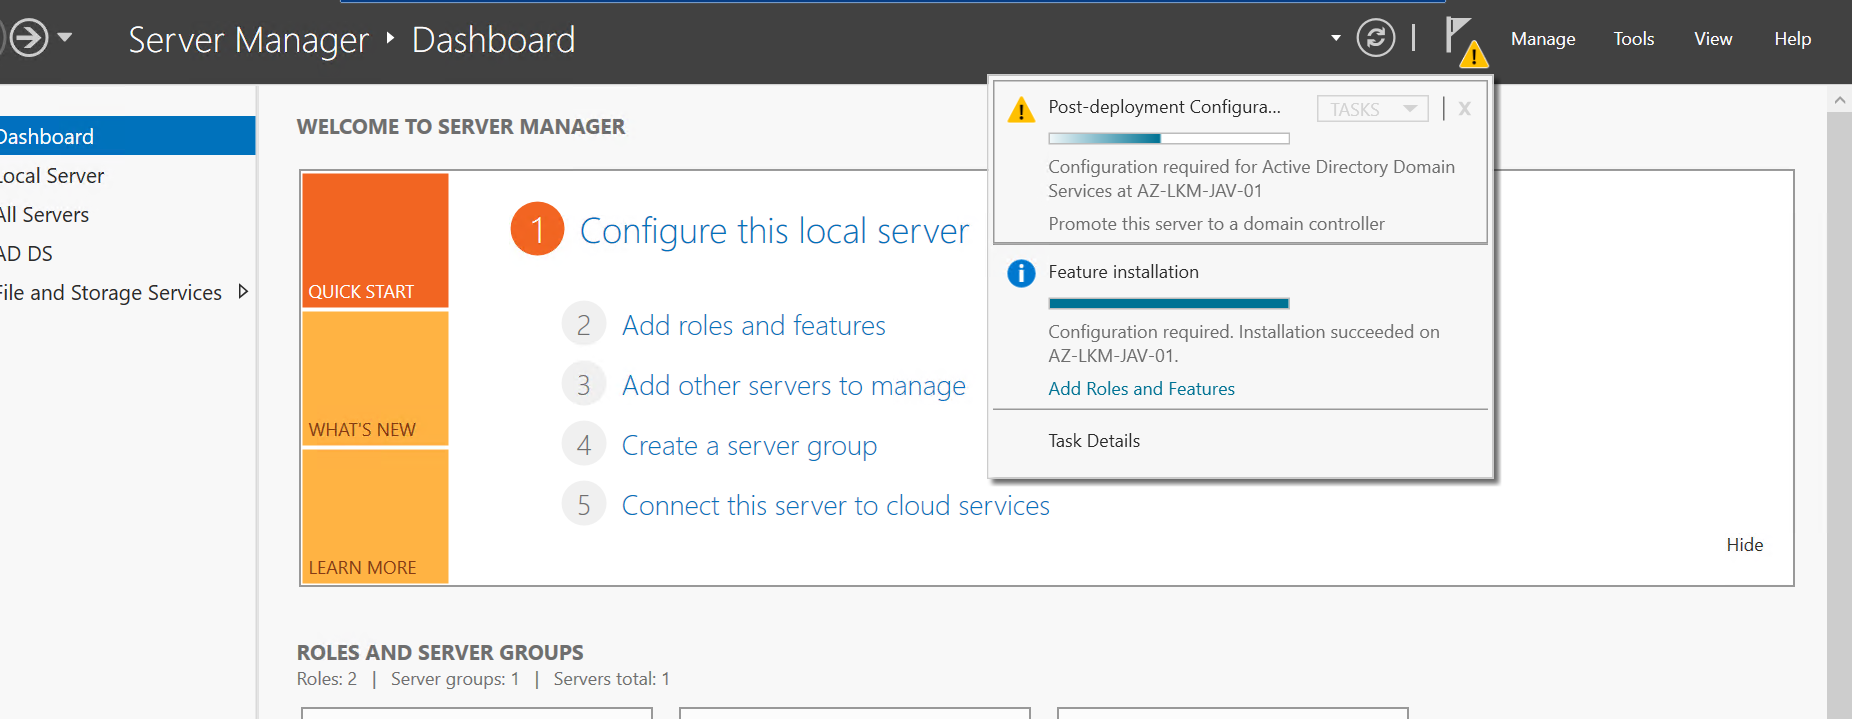 Server Manager ‣ Dashboard
Manage Tools View Help
Dashboard
Local Server
All Servers
AD DS
File and Storage Services
WELCOME TO SERVER MANAGER
QUICK START
WHAT'S NEW
LEARN MORE
1 Configure this local server
2 Add roles and features
3 Add other servers to manage
4 Create a server group
5 Connect this server to cloud services
Hide
Post-deployment Configura...
TASKS
X
Configuration required for Active Directory Domain
Services at AZ-LKM-JAV-01
Promote this server to a domain controller
Feature installation
Configuration required. Installation succeeded on
AZ-LKM-JAV-01.
Add Roles and Features
Task Details
ROLES AND SERVER GROUPS
Roles: 2 | Server groups: 1 | Servers total: 1